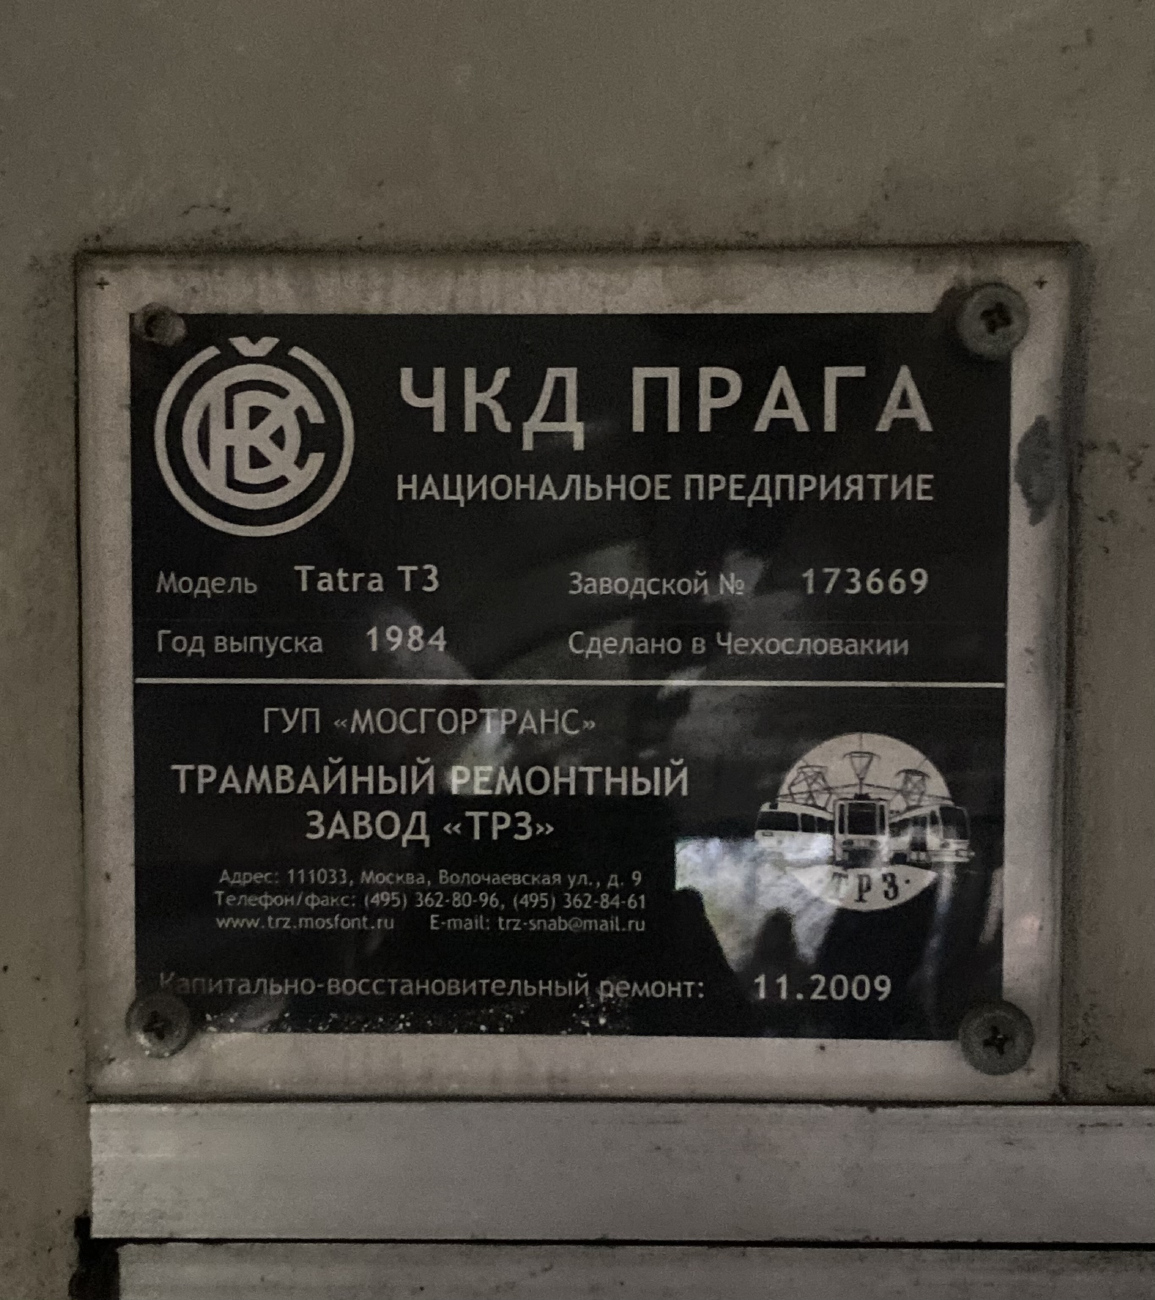 ČKD
ЧКД ПРАГА
НАЦИОНАЛЬНОЕ ПРЕДПРИЯТИЕ
Модель Tatra T3 Заводской № 173669
Год выпуска 1984 Сделано в Чехословакии
ГУП «МОСГОРТРАНС»
ТРАМВАЙНЫЙ РЕМОНТНЫЙ
ЗАВОД «ТРЗ»
Адрес: 111033, Москва, Волочаевская ул., д. 9
Телефон/факс: (495) 362-80-96, (495) 362-84-61
www.trz.mosfont.ru E-mail: trz-snab@mail.ru
·ТРЗ·
Капитально-восстановительный ремонт: 11.2009